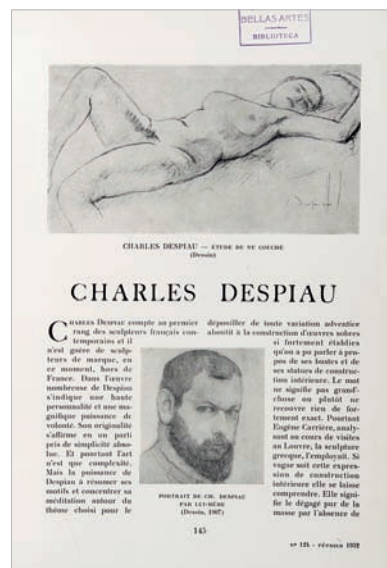 BELLAS ARTES
BIBLIOTECA
CHARLES DESPIAU — ÉTUDE DE NU COUCHÉ
(Dessin)
CHARLES DESPIAU
CHARLES DESPIAU compte au premier
rang des sculpteurs français con-
temporains et il
n'est guère de sculp-
teurs de marque, en
ce moment, hors de
France. Dans l'œuvre
nombreuse de Despiau
s'indique une haute
personnalité et une ma-
gnifique puissance de
volonté. Son originalité
s'affirme en un parti
pris de simplicité abso-
lue. Et pourtant l'art
n'est que complexité.
Mais la puissance de
Despiau à résumer ses
motifs et concentrer sa
méditation autour du
thème choisi pour le
PORTRAIT DE CH. DESPIAU
PAR LUI-MÊME
(Dessin, 1907)
dépouiller de toute variation adventice
aboutit à la construction d'œuvres sobres
si fortement établies
qu'on a pu parler à pro-
pos de ses bustes et de
ses statues de construc-
tion intérieure. Le mot
ne signifie pas grand'-
chose ou plutôt ne
recouvre rien de for-
tement exact. Pourtant
Eugène Carrière, analy-
sant au cours de visites
au Louvre, la sculpture
grecque, l'employait. Si
vague soit cette expres-
sion de construction
intérieure elle se laisse
comprendre. Elle signi-
fie le dégagé pur de la
masse par l'absence de
145
N° 125 - FÉVRIER 1932